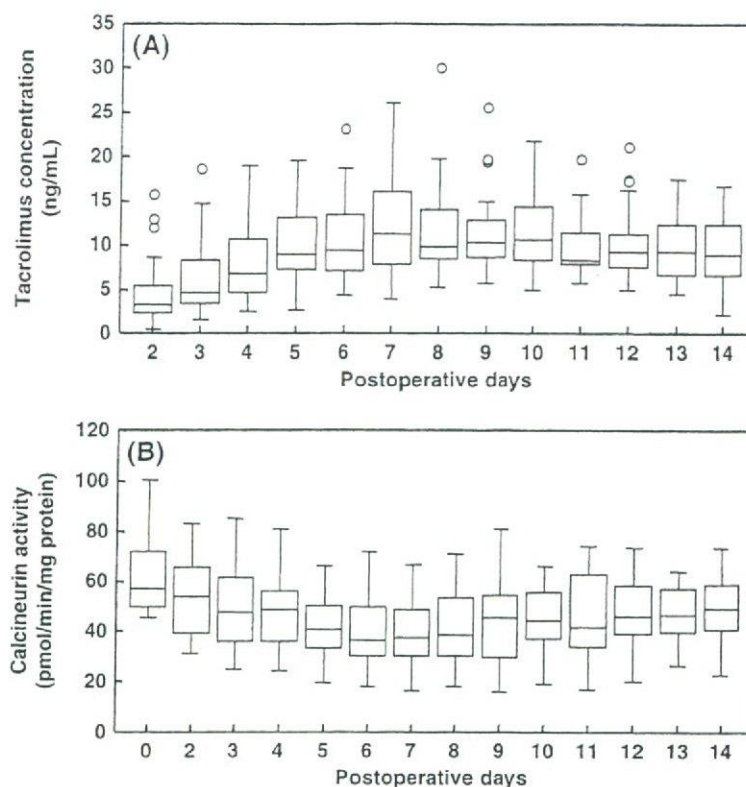 (A)
35
30
25
20
15
10
5
0
Tacrolimus concentration
(ng/mL)
2 3 4 5 6 7 8 9 10 11 12 13 14
Postoperative days
(B)
120
100
80
60
40
20
0
Calcineurin activity
(pmol/min/mg protein)
0 2 3 4 5 6 7 8 9 10 11 12 13 14
Postoperative days